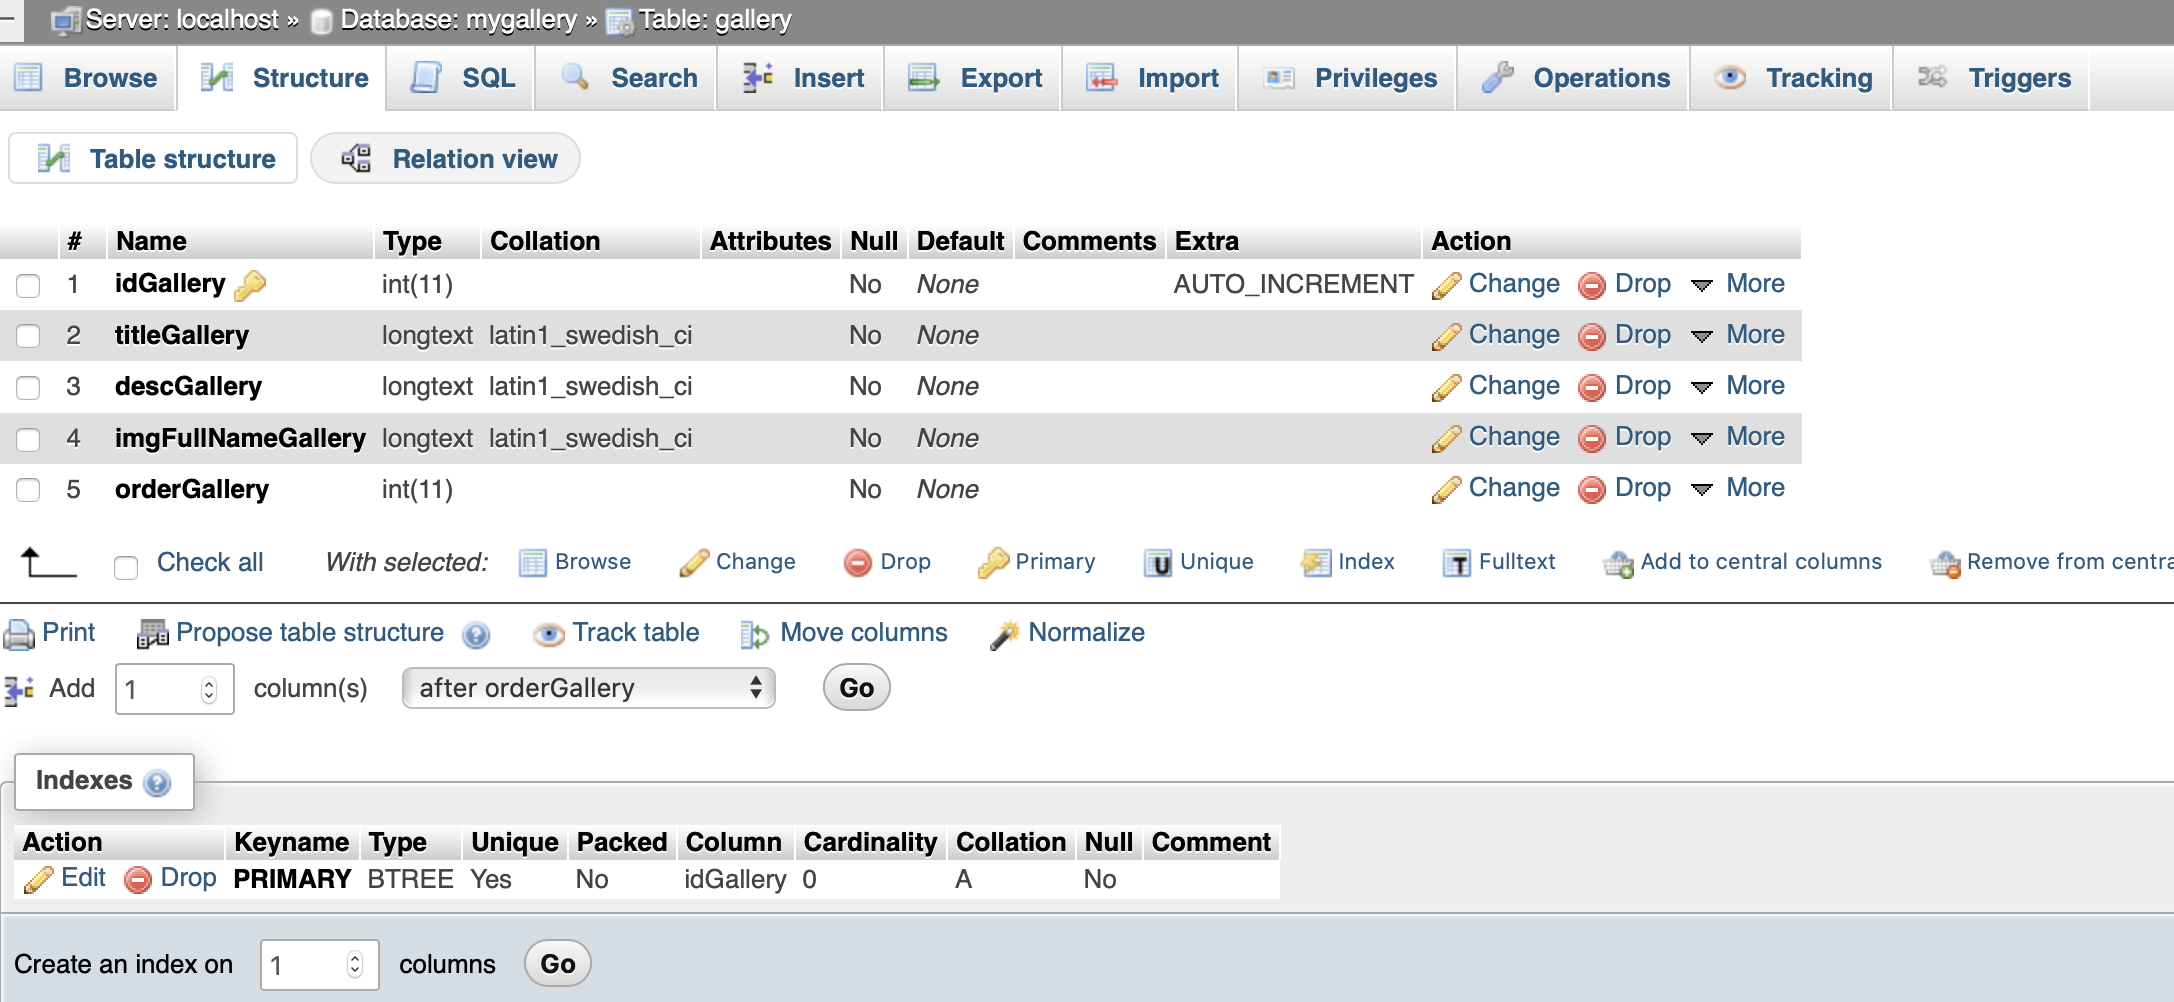 Server: localhost » Database: mygallery » Table: gallery
Browse Structure SQL Search Insert Export Import Privileges Operations Tracking Triggers
Table structure Relation view
# Name Type Collation Attributes Null Default Comments Extra Action
1 idGallery int(11) No None AUTO_INCREMENT Change Drop More
2 titleGallery longtext latin1_swedish_ci No None Change Drop More
3 descGallery longtext latin1_swedish_ci No None Change Drop More
4 imgFullNameGallery longtext latin1_swedish_ci No None Change Drop More
5 orderGallery int(11) No None Change Drop More
Check all With selected: Browse Change Drop Primary Unique Index Fulltext Add to central columns Remove from centra
Print Propose table structure Track table Move columns Normalize
Add 1 column(s) after orderGallery Go
Indexes
Action Keyname Type Unique Packed Column Cardinality Collation Null Comment
Edit Drop PRIMARY BTREE Yes No idGallery 0 A No
Create an index on 1 columns Go